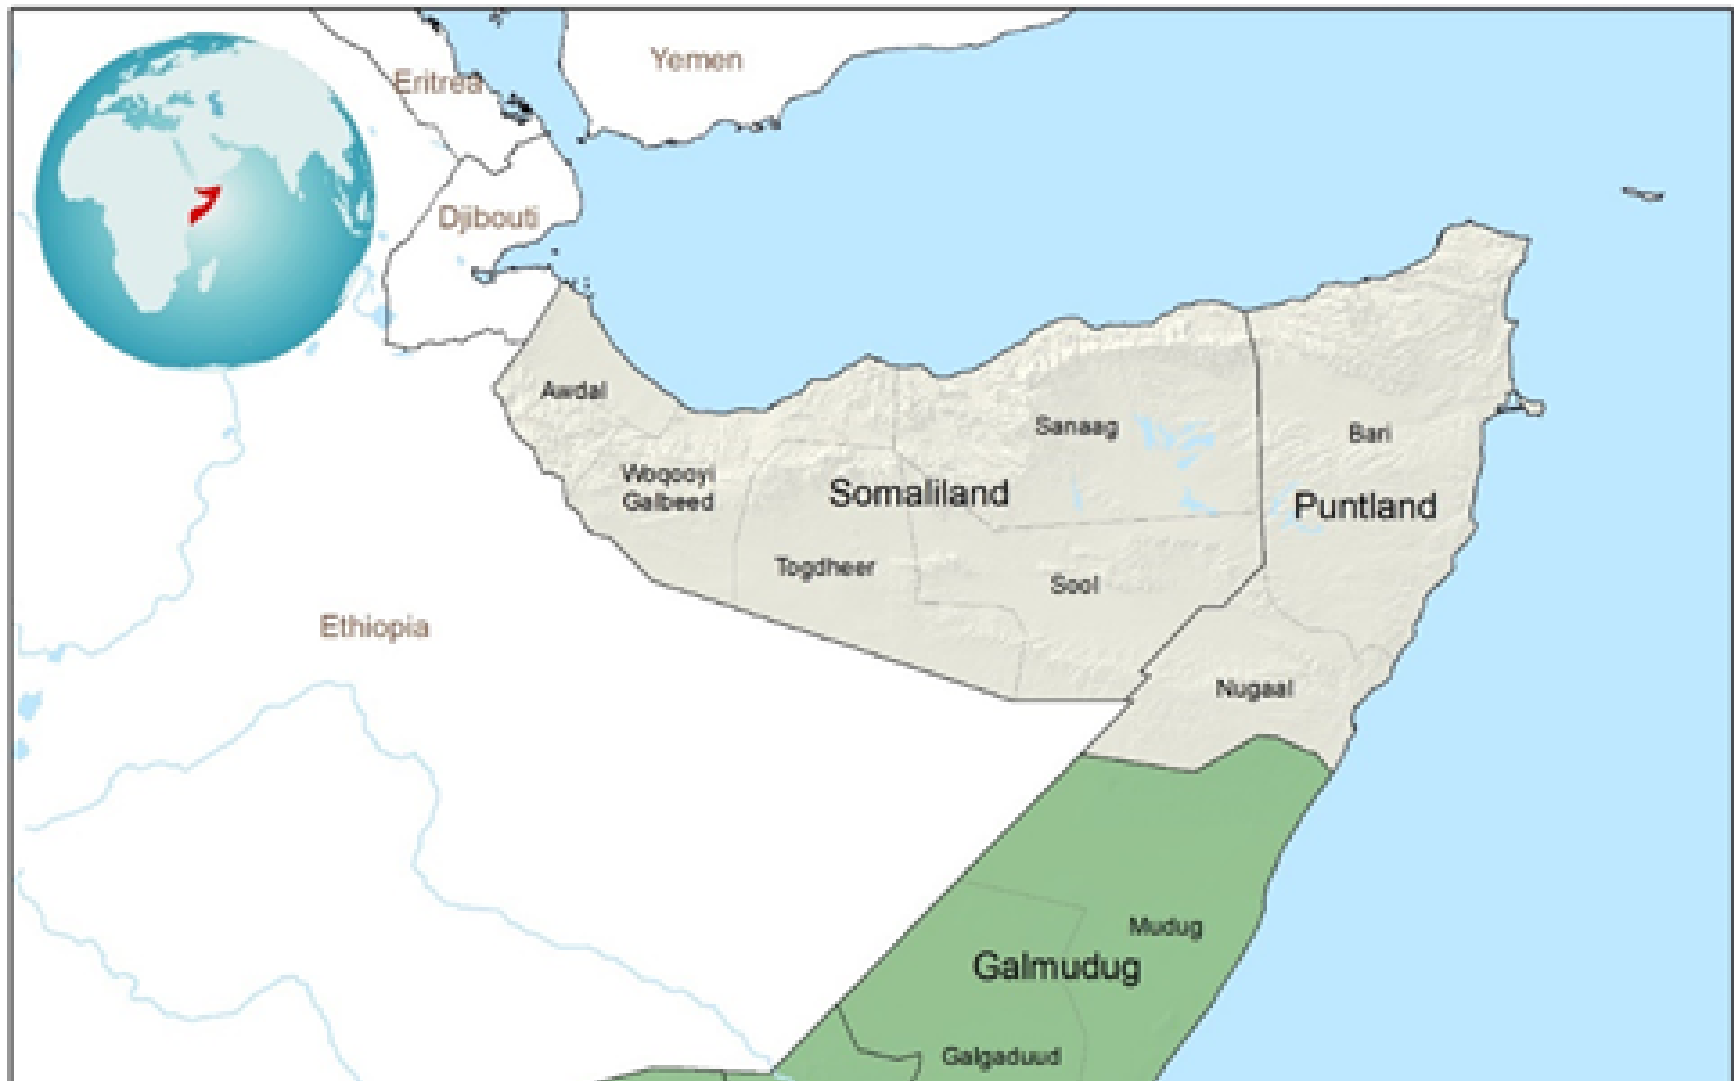 Yemen
Eritrea
Djibouti
Awdal
Sanaag
Bari
Woqooyi
Galbeed
Somaliland
Puntland
Togdheer
Sool
Ethiopia
Nugaal
Mudug
Galmudug
Galgaduud